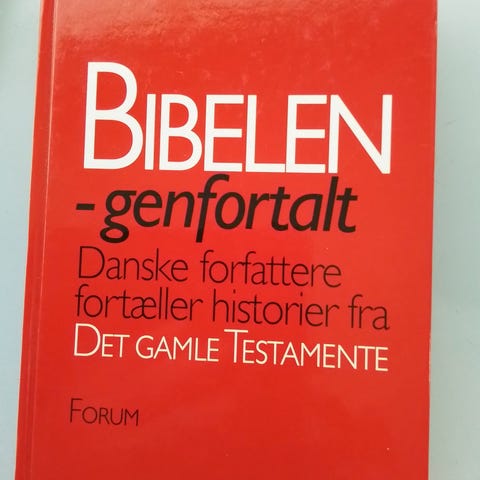 BIBELEN
-genfortalt
Danske forfattere
fortæller historier fra
DET GAMLE TESTAMENTE
FORUM